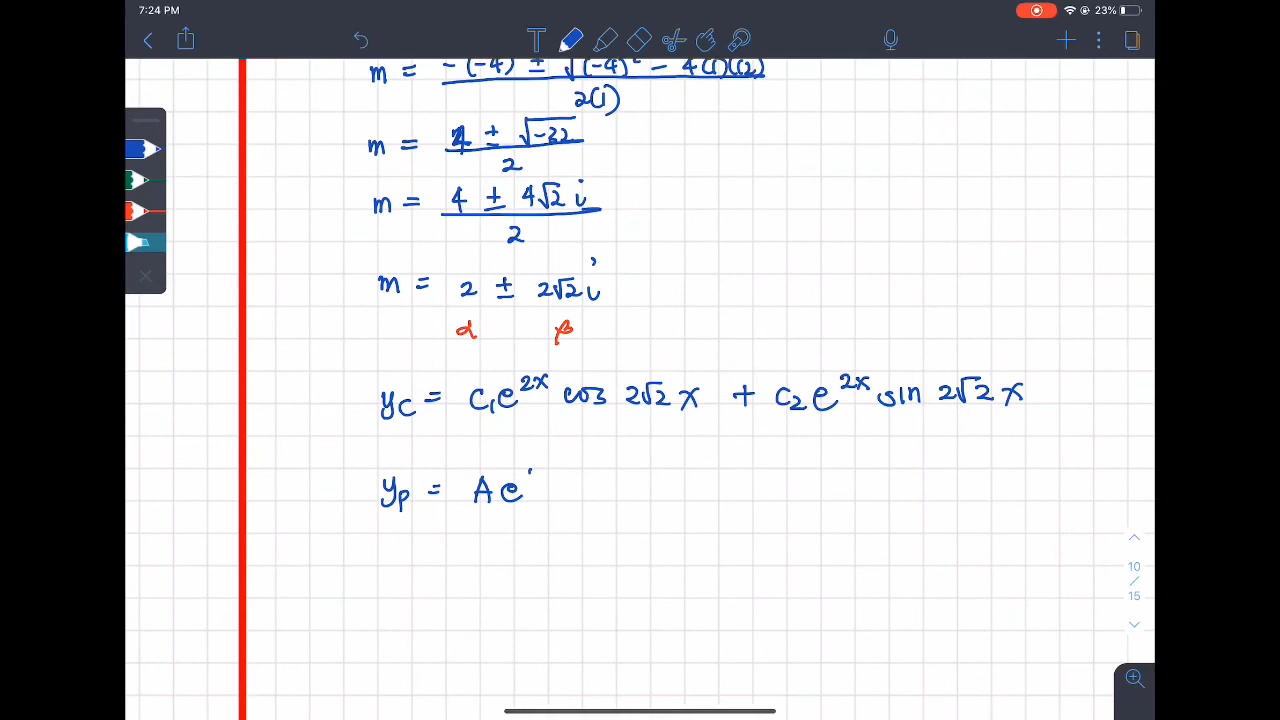 7:24 PM 23%
T
m = -(-4) ± √(-4)² - 4(1)(12)
2(1)
m = 4 ± √-32
2
m = 4 ± 4√2 i
2
m = 2 ± 2√2 i
α β
yc = c₁e^2x cos 2√2 x + c₂e^2x sin 2√2 x
yp = A e
10
/
15